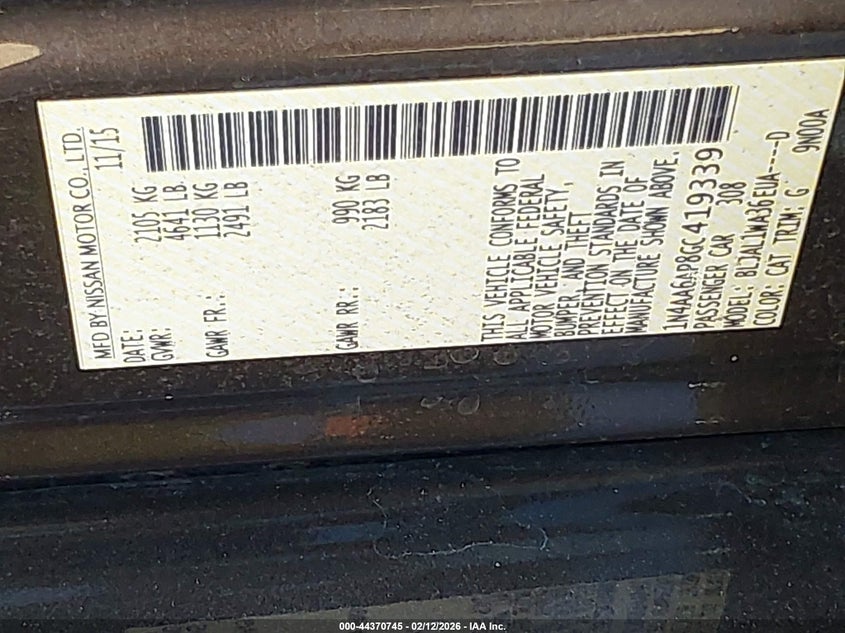 MFD BY NISSAN MOTOR CO., LTD.
DATE: 11/15
GVWR: 2105 KG
4641 LB.
GAWR FR.: 1130 KG
2491 LB
GAWR RR.: 990 KG
2183 LB
THIS VEHICLE CONFORMS TO
ALL APPLICABLE FEDERAL
MOTOR VEHICLE SAFETY,
BUMPER, AND THEFT
PREVENTION STANDARDS IN
EFFECT ON THE DATE OF
MANUFACTURE SHOWN ABOVE.
1N4AA6AP8GC419339
PASSENGER CAR 308
MODEL: BLJALLWA36EUA----D
COLOR: CAT TRIM: G 9N00A
000-44370745 - 02/12/2026 - IAA Inc.